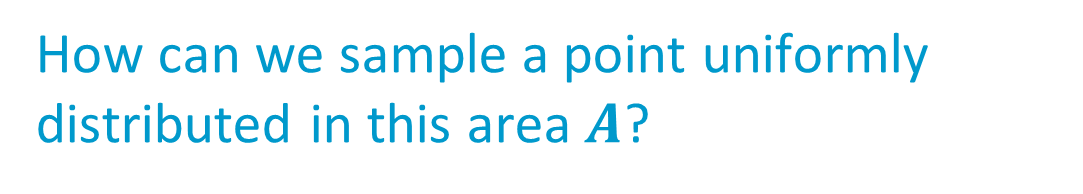 How can we sample a point uniformly
distributed in this area A?